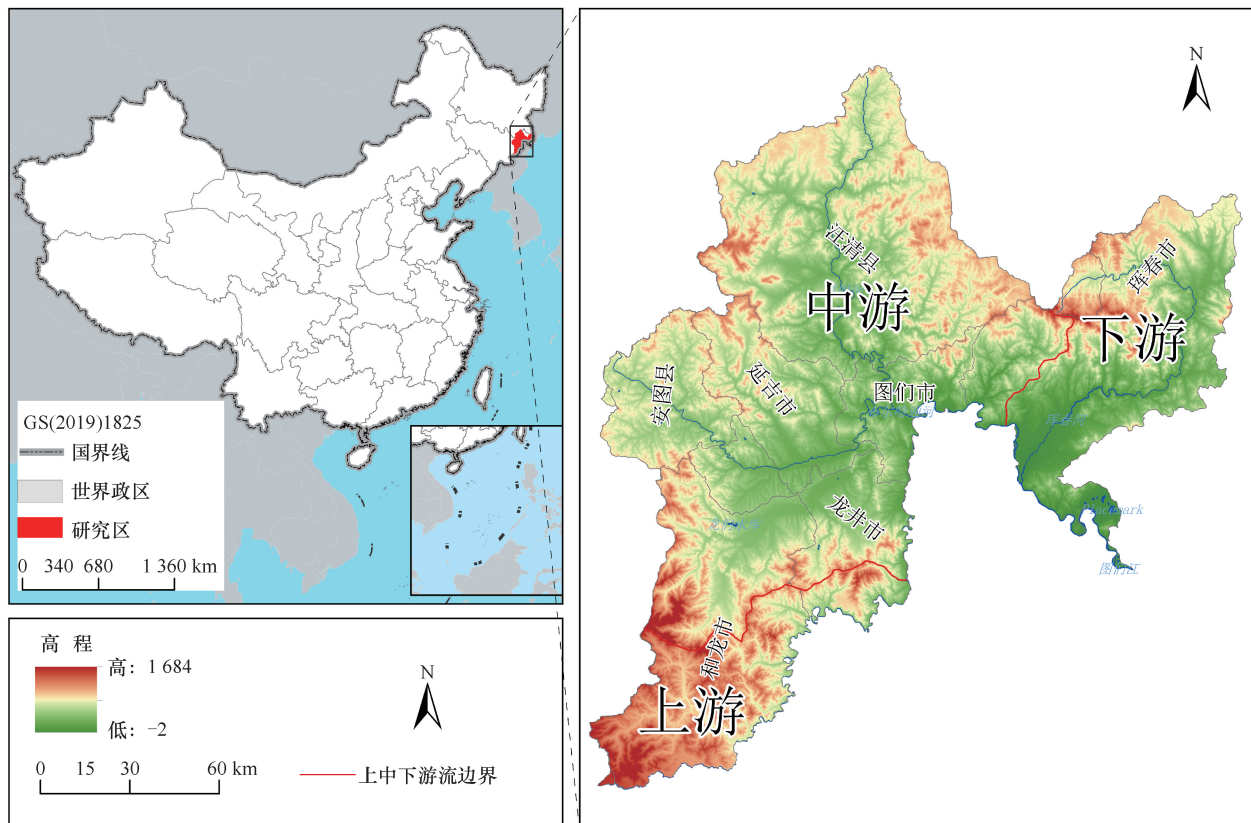 GS(2019)1825
国界线
世界政区
研究区
0 340 680 1 360 km
高 程
高: 1 684
低: -2
N
0 15 30 60 km
上中下游流边界
N
汪清县
中游
珲春市
下游
安图县
延吉市
图们市
珲春河
龙井市
图们江
和龙市
上游